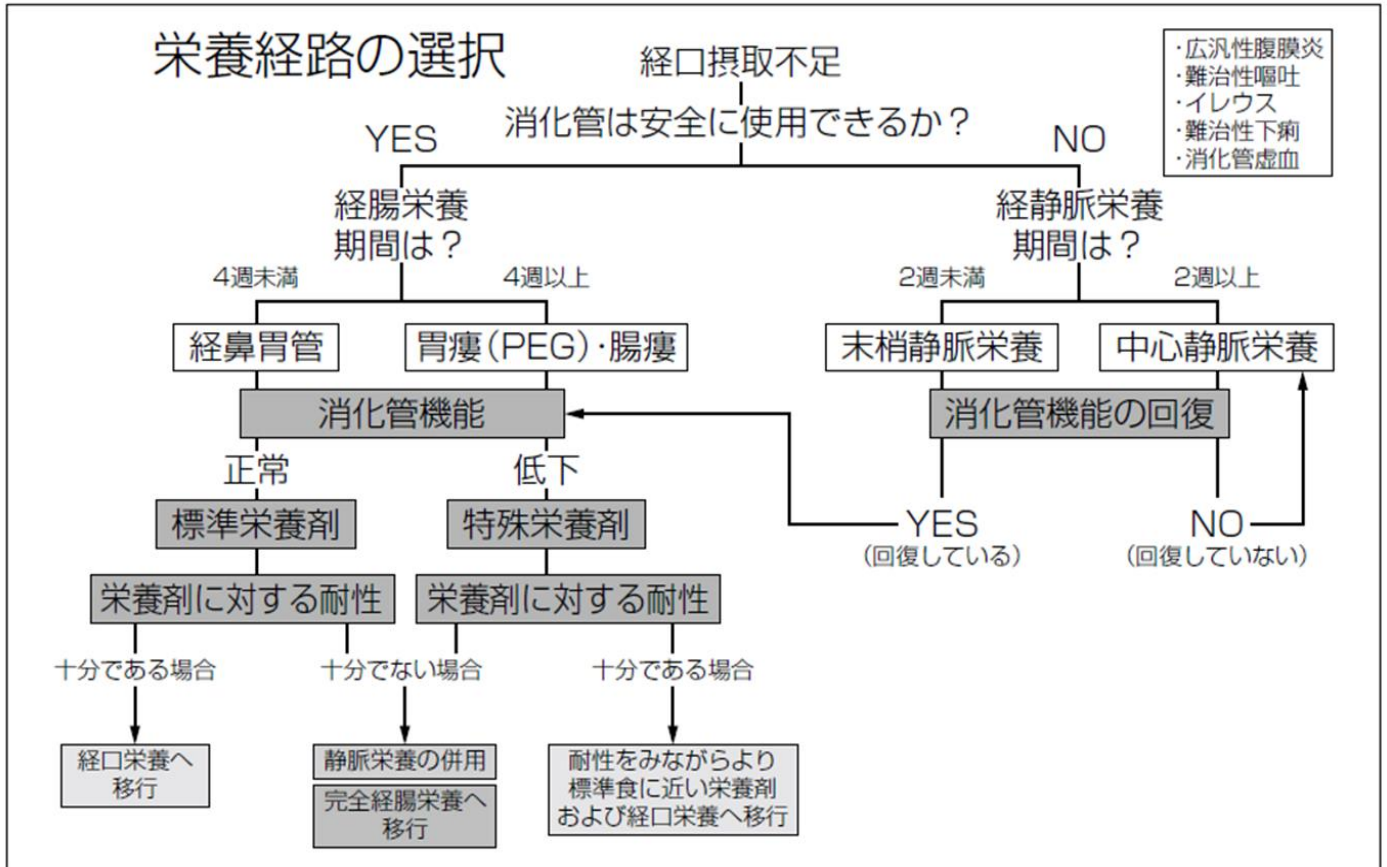 栄養経路の選択
経口摂取不足
・広汎性腹膜炎
・難治性嘔吐
・イレウス
・難治性下痢
・消化管虚血
消化管は安全に使用できるか？
YES
NO
経腸栄養
期間は？
経静脈栄養
期間は？
4週未満
4週以上
2週未満
2週以上
経鼻胃管
胃瘻(PEG)・腸瘻
末梢静脈栄養
中心静脈栄養
消化管機能
消化管機能の回復
正常
低下
標準栄養剤
特殊栄養剤
YES
(回復している)
NO
(回復していない)
栄養剤に対する耐性
栄養剤に対する耐性
十分である場合
十分でない場合
十分である場合
経口栄養へ
移行
静脈栄養の併用
完全経腸栄養へ
移行
耐性をみながらより
標準食に近い栄養剤
および経口栄養へ移行